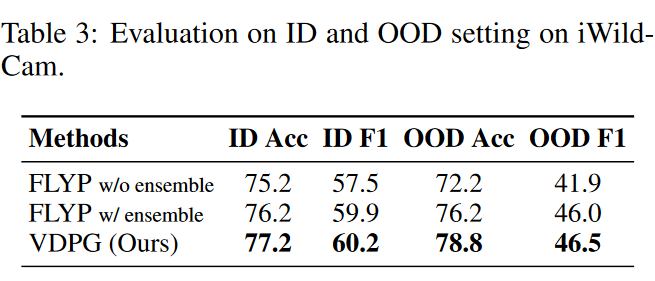 Table 3: Evaluation on ID and OOD setting on iWild-
Cam.
Methods ID Acc ID F1 OOD Acc OOD F1
FLYP w/o ensemble 75.2 57.5 72.2 41.9
FLYP w/ ensemble 76.2 59.9 76.2 46.0
VDPG (Ours) 77.2 60.2 78.8 46.5